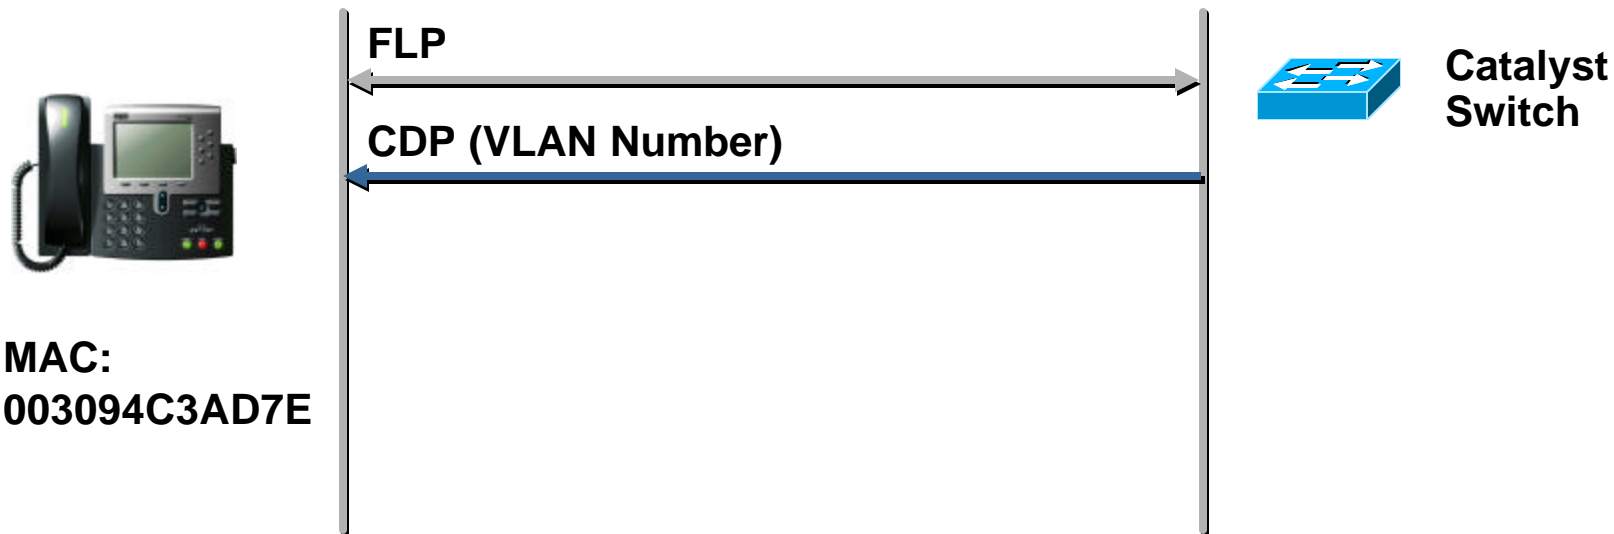 FLP
Catalyst
Switch
CDP (VLAN Number)
MAC:
003094C3AD7E